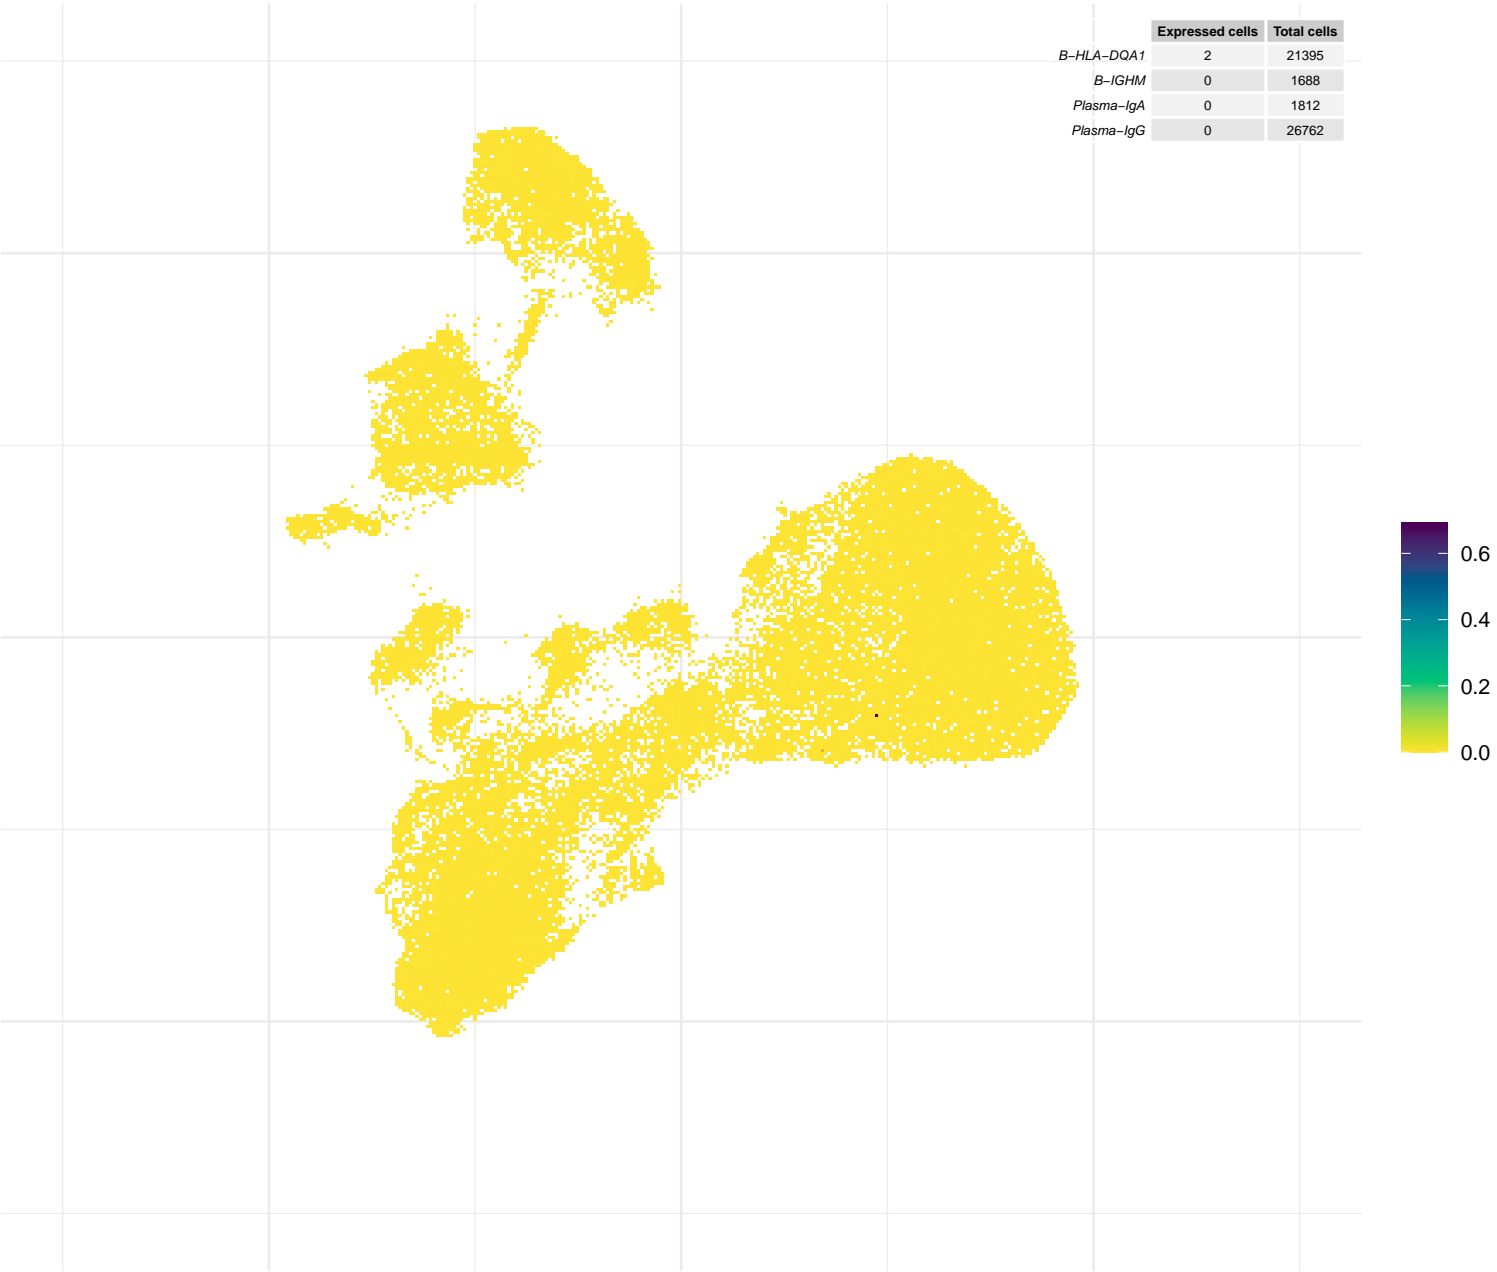 Expressed cells Total cells
B−HLA−DQA1 2 21395
B−IGHM 0 1688
Plasma−IgA 0 1812
Plasma−IgG 0 26762
0.6
0.4
0.2
0.0